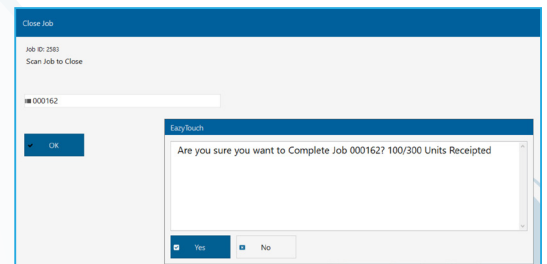 Close Job
Job ID: 2583
Scan Job to Close
000162
OK
EazyTouch
Are you sure you want to Complete Job 000162? 100/300 Units Receipted
Yes
No